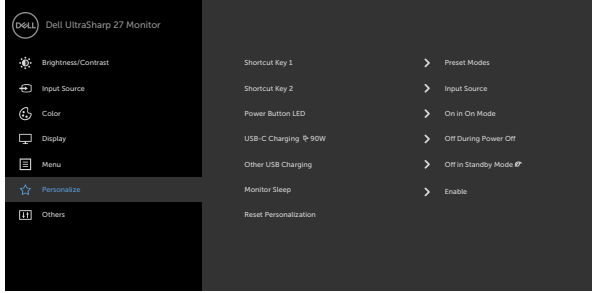 DELL Dell UltraSharp 27 Monitor
Brightness/Contrast
Input Source
Color
Display
Menu
Personalize
Others
Shortcut Key 1 Preset Modes
Shortcut Key 2 Input Source
Power Button LED On in On Mode
USB-C Charging 90W Off During Power Off
Other USB Charging Off in Standby Mode
Monitor Sleep Enable
Reset Personalization